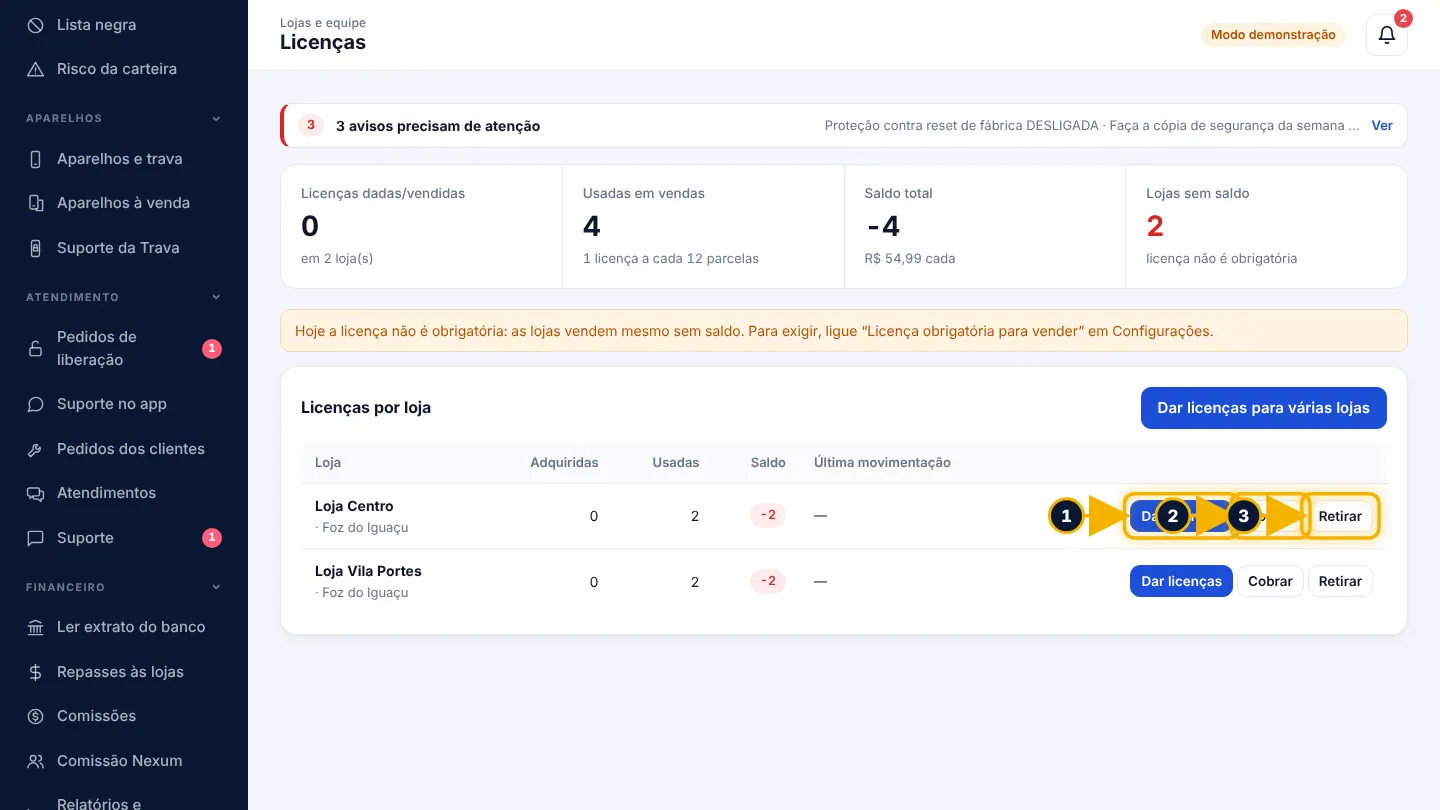 Lista negra
Risco da carteira
APARELHOS
Aparelhos e trava
Aparelhos à venda
Suporte da Trava
ATENDIMENTO
Pedidos de
liberação
1
Suporte no app
Pedidos dos clientes
Atendimentos
Suporte
1
FINANCEIRO
Ler extrato do banco
Repasses às lojas
Comissões
Comissão Nexum
Relatórios e
Lojas e equipe
Licenças
Modo demonstração
2
3
3 avisos precisam de atenção
Proteção contra reset de fábrica DESLIGADA · Faça a cópia de segurança da semana ...
Ver
Licenças dadas/vendidas
0
em 2 loja(s)
Usadas em vendas
4
1 licença a cada 12 parcelas
Saldo total
-4
R$ 54,99 cada
Lojas sem saldo
2
licença não é obrigatória
Hoje a licença não é obrigatória: as lojas vendem mesmo sem saldo. Para exigir, ligue “Licença obrigatória para vender” em Configurações.
Licenças por loja
Dar licenças para várias lojas
Loja Adquiridas Usadas Saldo Última movimentação
Loja Centro
· Foz do Iguaçu
0 2 -2 —
1 2 3 Retirar
Loja Vila Portes
· Foz do Iguaçu
0 2 -2 —
Dar licenças Cobrar Retirar